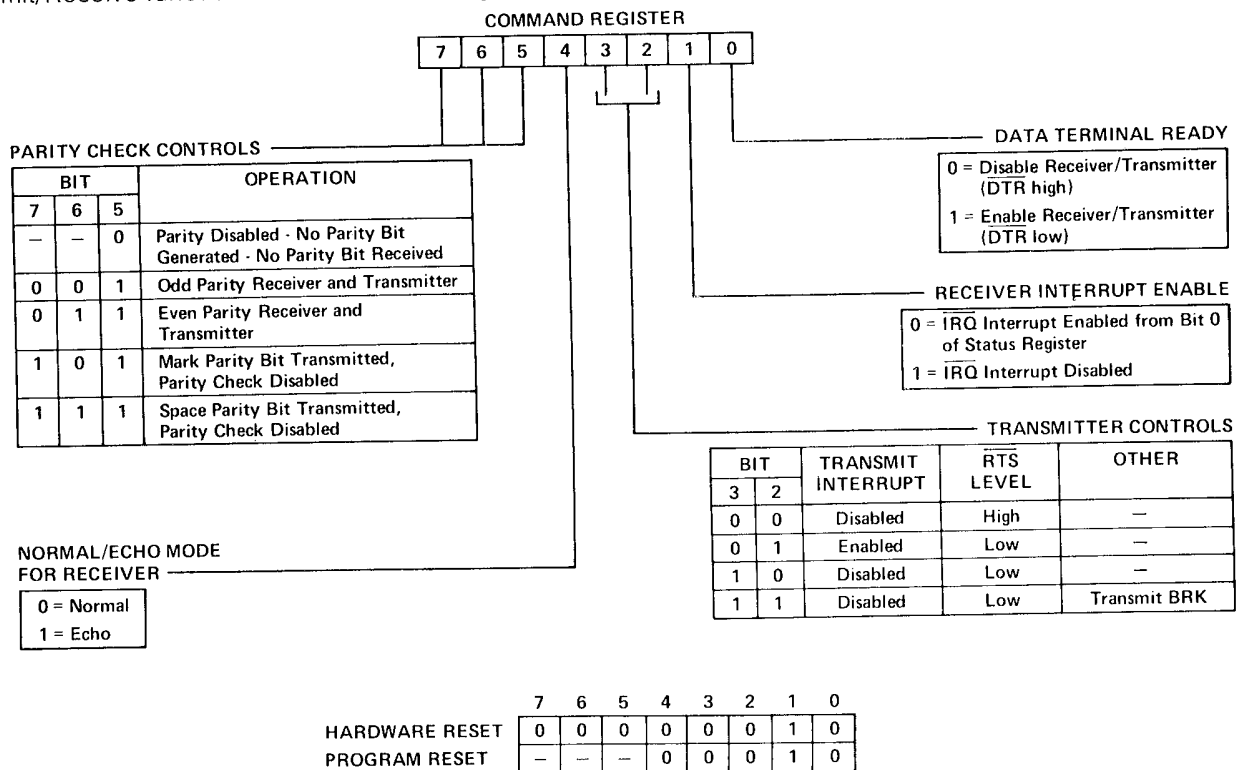 COMMAND REGISTER
7 6 5 4 3 2 1 0
PARITY CHECK CONTROLS
BIT OPERATION
7 6 5
– – 0 Parity Disabled - No Parity Bit
Generated - No Parity Bit Received
0 0 1 Odd Parity Receiver and Transmitter
0 1 1 Even Parity Receiver and
Transmitter
1 0 1 Mark Parity Bit Transmitted,
Parity Check Disabled
1 1 1 Space Parity Bit Transmitted,
Parity Check Disabled
NORMAL/ECHO MODE
FOR RECEIVER
0 = Normal
1 = Echo
DATA TERMINAL READY
0 = Disable Receiver/Transmitter
(DTR high)
1 = Enable Receiver/Transmitter
(DTR low)
RECEIVER INTERRUPT ENABLE
0 = IRQ Interrupt Enabled from Bit 0
of Status Register
1 = IRQ Interrupt Disabled
TRANSMITTER CONTROLS
BIT TRANSMIT RTS OTHER
3 2 INTERRUPT LEVEL
0 0 Disabled High –
0 1 Enabled Low –
1 0 Disabled Low –
1 1 Disabled Low Transmit BRK
7 6 5 4 3 2 1 0
HARDWARE RESET 0 0 0 0 0 0 1 0
PROGRAM RESET – – – 0 0 0 1 0